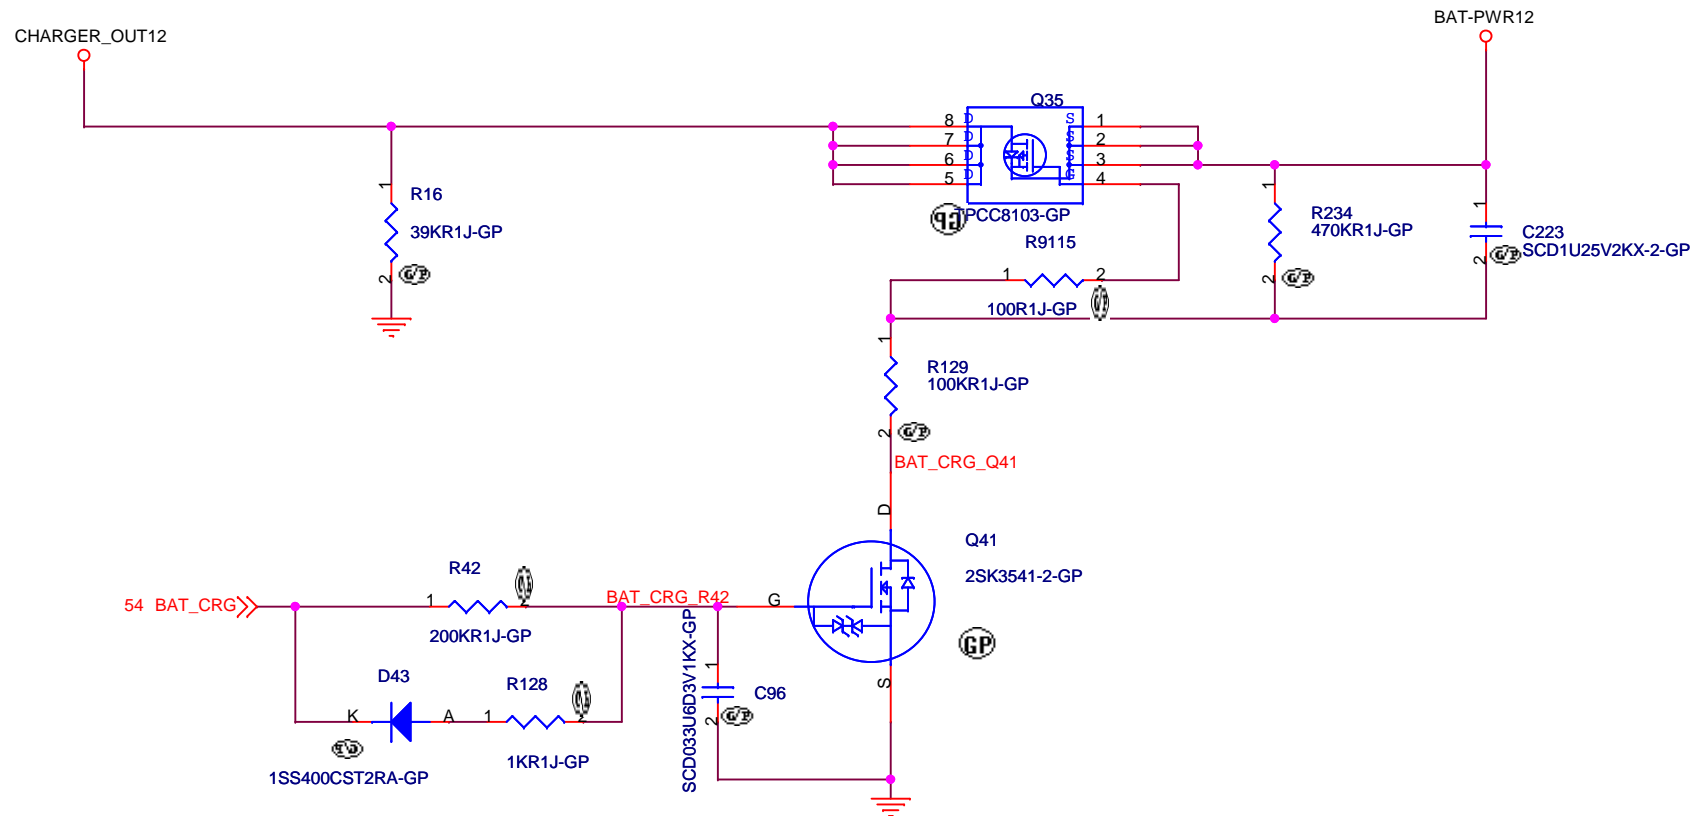 BAT-PWR12
CHARGER_OUT12
Q35
8 D S 1
7 D S 2
6 D S 3
5 D G 4
TPCC8103-GP
GP
1
R16
39KR1J-GP
2
G/P
R9115
1 2
100R1J-GP
G/P
1
R234
470KR1J-GP
2
G/P
1
C223
SCD1U25V2KX-2-GP
2
G/P
1
R129
100KR1J-GP
2
G/P
BAT_CRG_Q41
D
Q41
2SK3541-2-GP
G
S
GP
54 BAT_CRG
R42
1 2
200KR1J-GP
BAT_CRG_R42
D43
K A
1SS400CST2RA-GP
G/P
R128
1 2
1KR1J-GP
SCD033U6D3V1KX-GP
1
C96
2
G/P